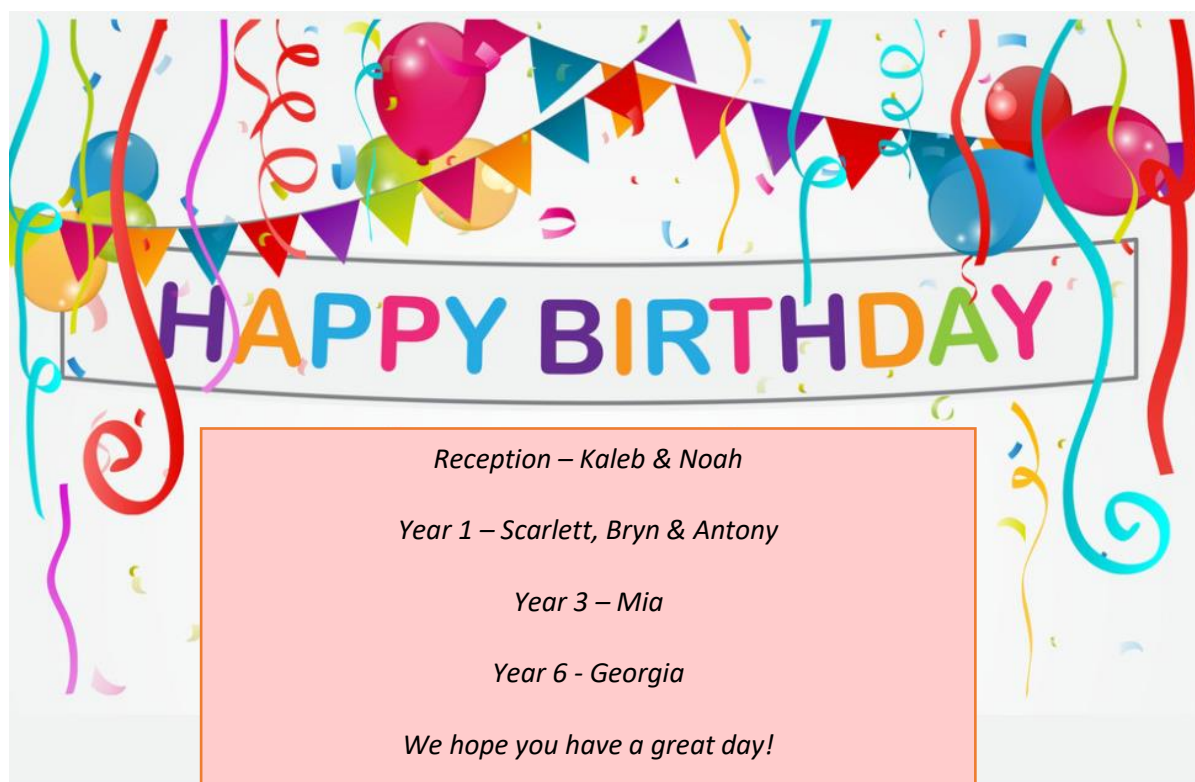 HAPPY BIRTHDAY
Reception – Kaleb & Noah
Year 1 – Scarlett, Bryn & Antony
Year 3 – Mia
Year 6 - Georgia
We hope you have a great day!